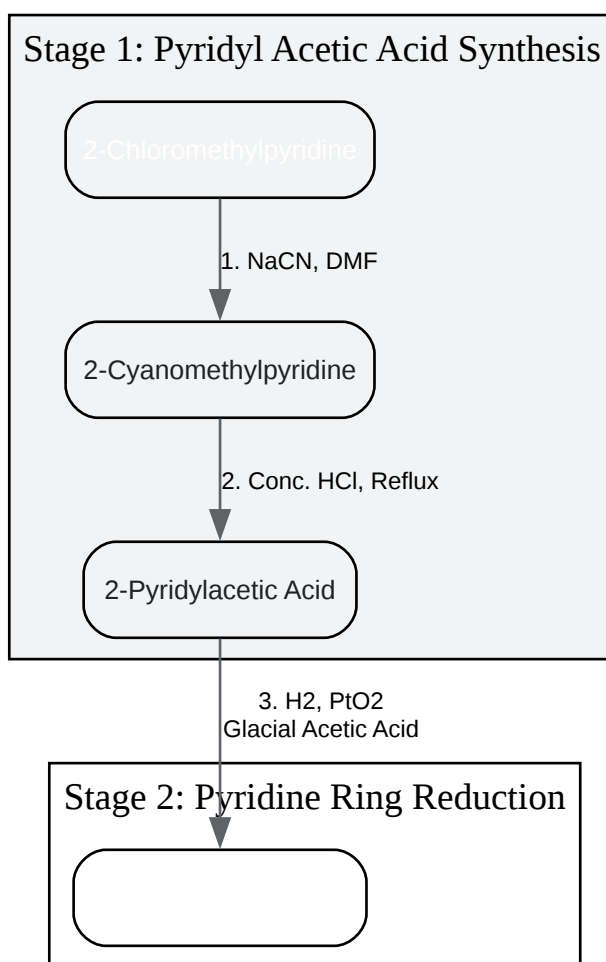 Stage 1: Pyridyl Acetic Acid Synthesis
2-Chloromethylpyridine
1. NaCN, DMF
2-Cyanomethylpyridine
2. Conc. HCl, Reflux
2-Pyridylacetic Acid
3. H2, PtO2
Glacial Acetic Acid
Stage 2: Pyridine Ring Reduction